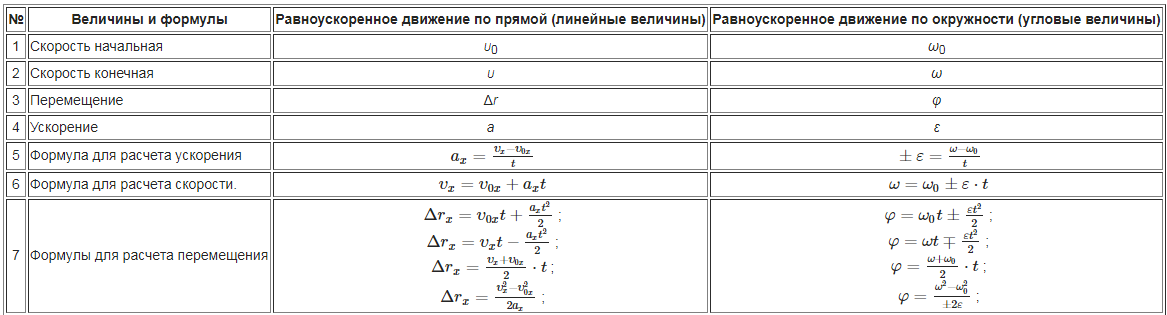 № Величины и формулы Равноускоренное движение по прямой (линейные величины) Равноускоренное движение по окружности (угловые величины)
1 Скорость начальная υ₀ ω₀
2 Скорость конечная υ ω
3 Перемещение Δr φ
4 Ускорение a ε
5 Формула для расчета ускорения aₓ = (υₓ−υ₀ₓ)/t ± ε = (ω−ω₀)/t
6 Формула для расчета скорости. υₓ = υ₀ₓ + aₓt ω = ω₀ ± ε · t
7 Формулы для расчета перемещения
Δrₓ = υ₀ₓt + aₓt²/2 ;
Δrₓ = υₓt − aₓt²/2 ;
Δrₓ = (υₓ+υ₀ₓ)/2 · t ;
Δrₓ = (υₓ²−υ₀ₓ²)/2aₓ ;
φ = ω₀t ± εt²/2 ;
φ = ωt ∓ εt²/2 ;
φ = (ω+ω₀)/2 · t ;
φ = (ω²−ω₀²)/±2ε ;